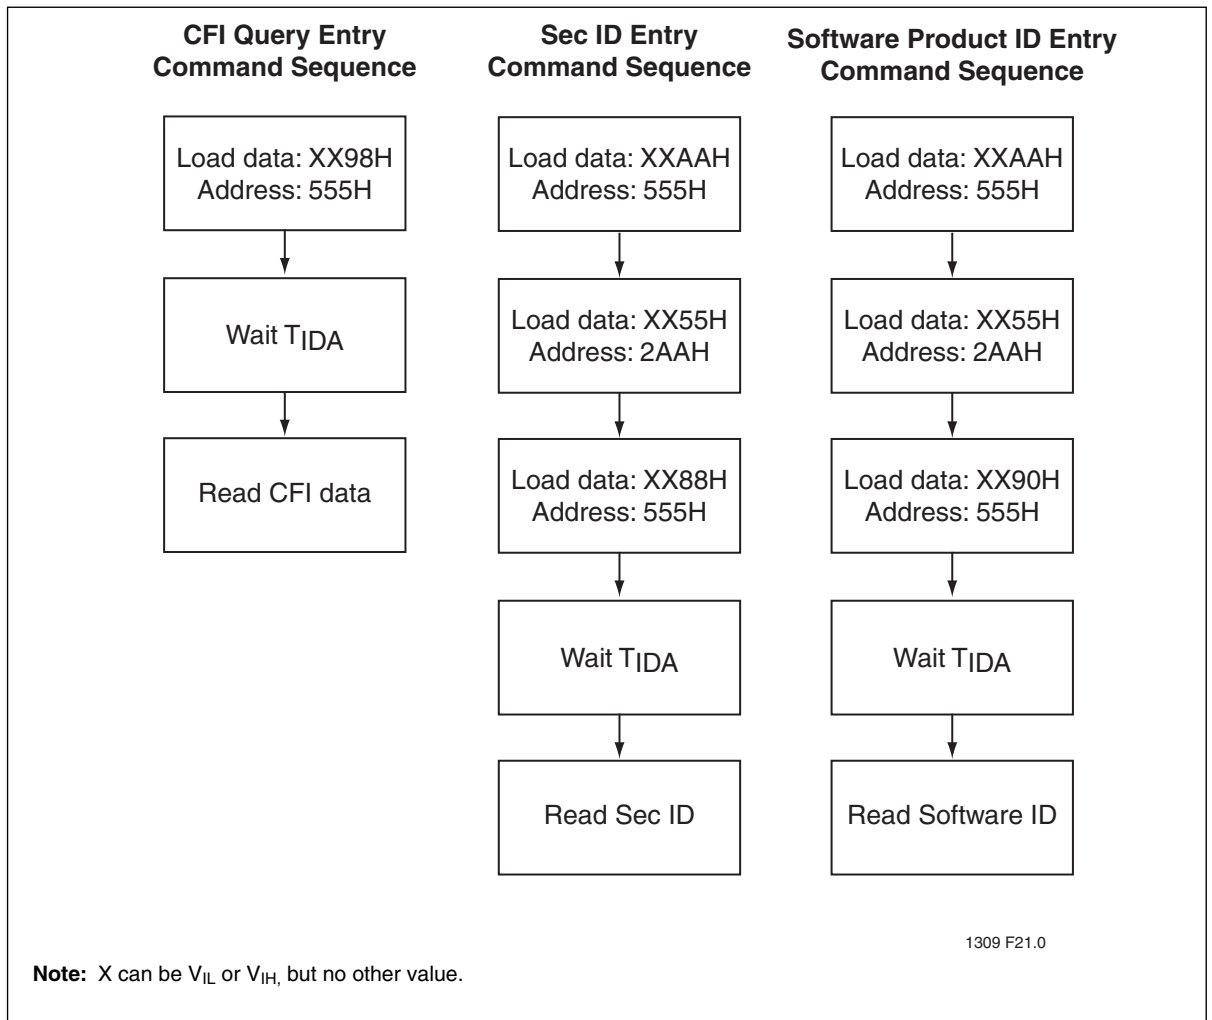 CFI Query Entry
Command Sequence
Load data: XX98H
Address: 555H
Wait TIDA
Read CFI data
Sec ID Entry
Command Sequence
Load data: XXAAH
Address: 555H
Load data: XX55H
Address: 2AAH
Load data: XX88H
Address: 555H
Wait TIDA
Read Sec ID
Software Product ID Entry
Command Sequence
Load data: XXAAH
Address: 555H
Load data: XX55H
Address: 2AAH
Load data: XX90H
Address: 555H
Wait TIDA
Read Software ID
1309 F21.0
Note: X can be VIL or VIH, but no other value.